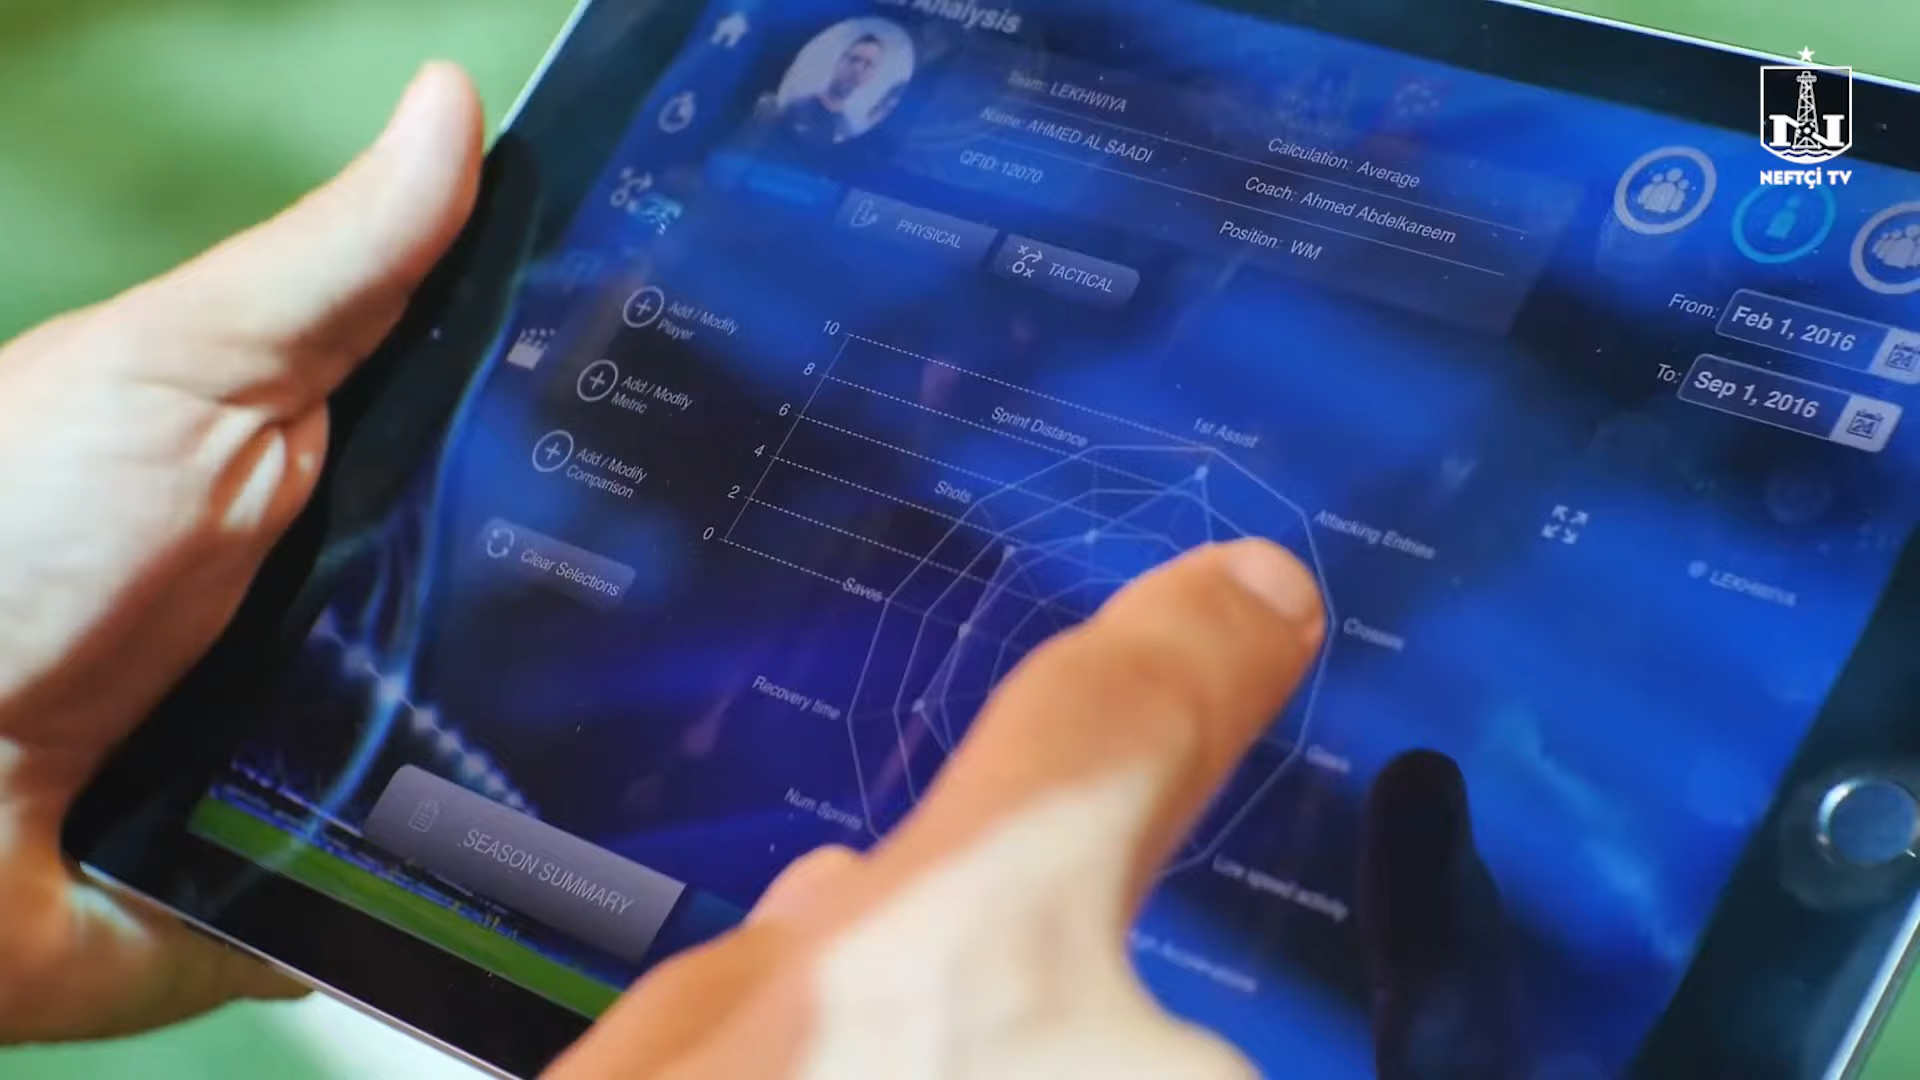 Analysis
Team: LEKHWIYA
Name: AHMED AL SAADI
QFID: 12070
Calculation: Average
Coach: Ahmed Abdelkareem
Position: WM
NEFTÇİ TV
PHYSICAL
TACTICAL
From: Feb 1, 2016
To: Sep 1, 2016
Add / Modify
Player
Add / Modify
Metric
Add / Modify
Comparison
Clear Selections
10
8
6
4
2
0
1st Assist
Sprint Distance
Attacking Entries
Shots
Crosses
Saves
Recovery time
Num Sprints
Low speed activity
LEKHWIYA
SEASON SUMMARY